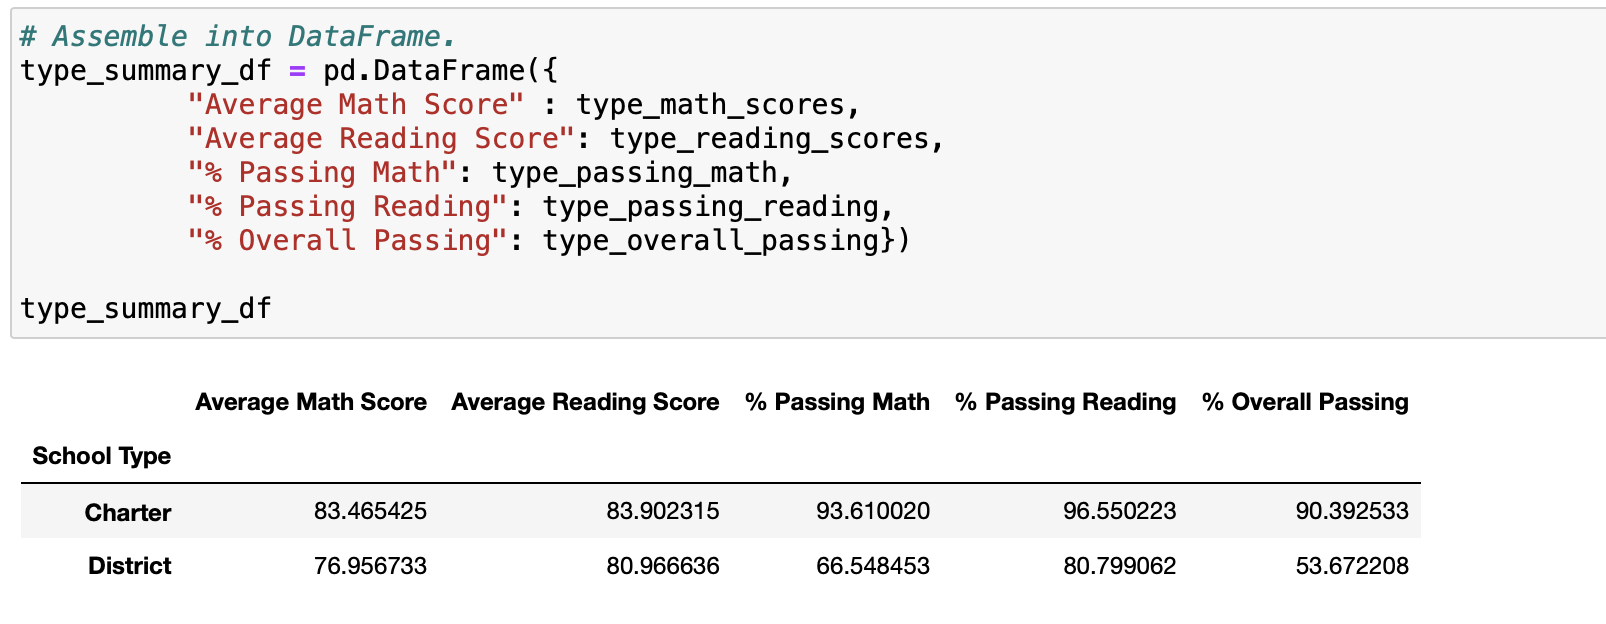 # Assemble into DataFrame.
type_summary_df = pd.DataFrame({
"Average Math Score" : type_math_scores,
"Average Reading Score": type_reading_scores,
"% Passing Math": type_passing_math,
"% Passing Reading": type_passing_reading,
"% Overall Passing": type_overall_passing})
type_summary_df
Average Math Score Average Reading Score % Passing Math % Passing Reading % Overall Passing
School Type
Charter 83.465425 83.902315 93.610020 96.550223 90.392533
District 76.956733 80.966636 66.548453 80.799062 53.672208